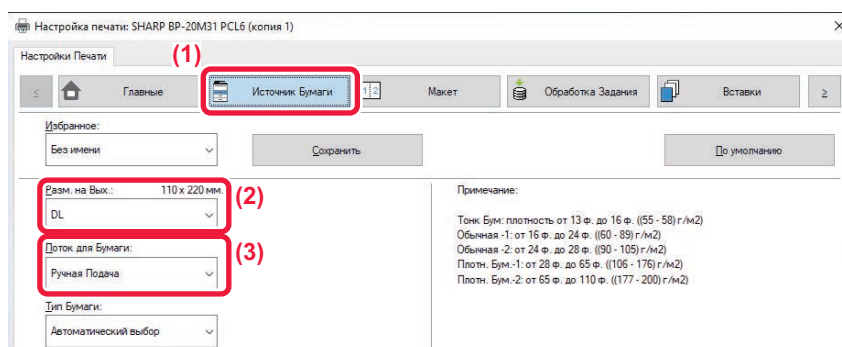 Настройка печати: SHARP BP-20M31 PCL6 (копия 1)
Настройки Печати
(1)
Главные
Источник Бумаги
1 2
Макет
Обработка Задания
Вставки
Избранное:
Без имени
Сохранить
По умолчанию
Разм. на Вых.: 110 x 220 мм.
(2)
DL
Поток для Бумаги:
(3)
Ручная Подача
Тип Бумаги:
Автоматический выбор
Примечание:
Тонк Бум: плотность от 13 ф. до 16 ф. ((55 - 58) г/м2)
Обычная -1: от 16 ф. до 24 ф. ((60 - 89) г/м2)
Обычная -2: от 24 ф. до 28 ф. ((90 - 105) г/м2)
Плотн. Бум.-1: от 28 ф. до 65 ф. ((106 - 176) г/м2)
Плотн. Бум.-2: от 65 ф. до 110 ф. ((177 - 200) г/м2)